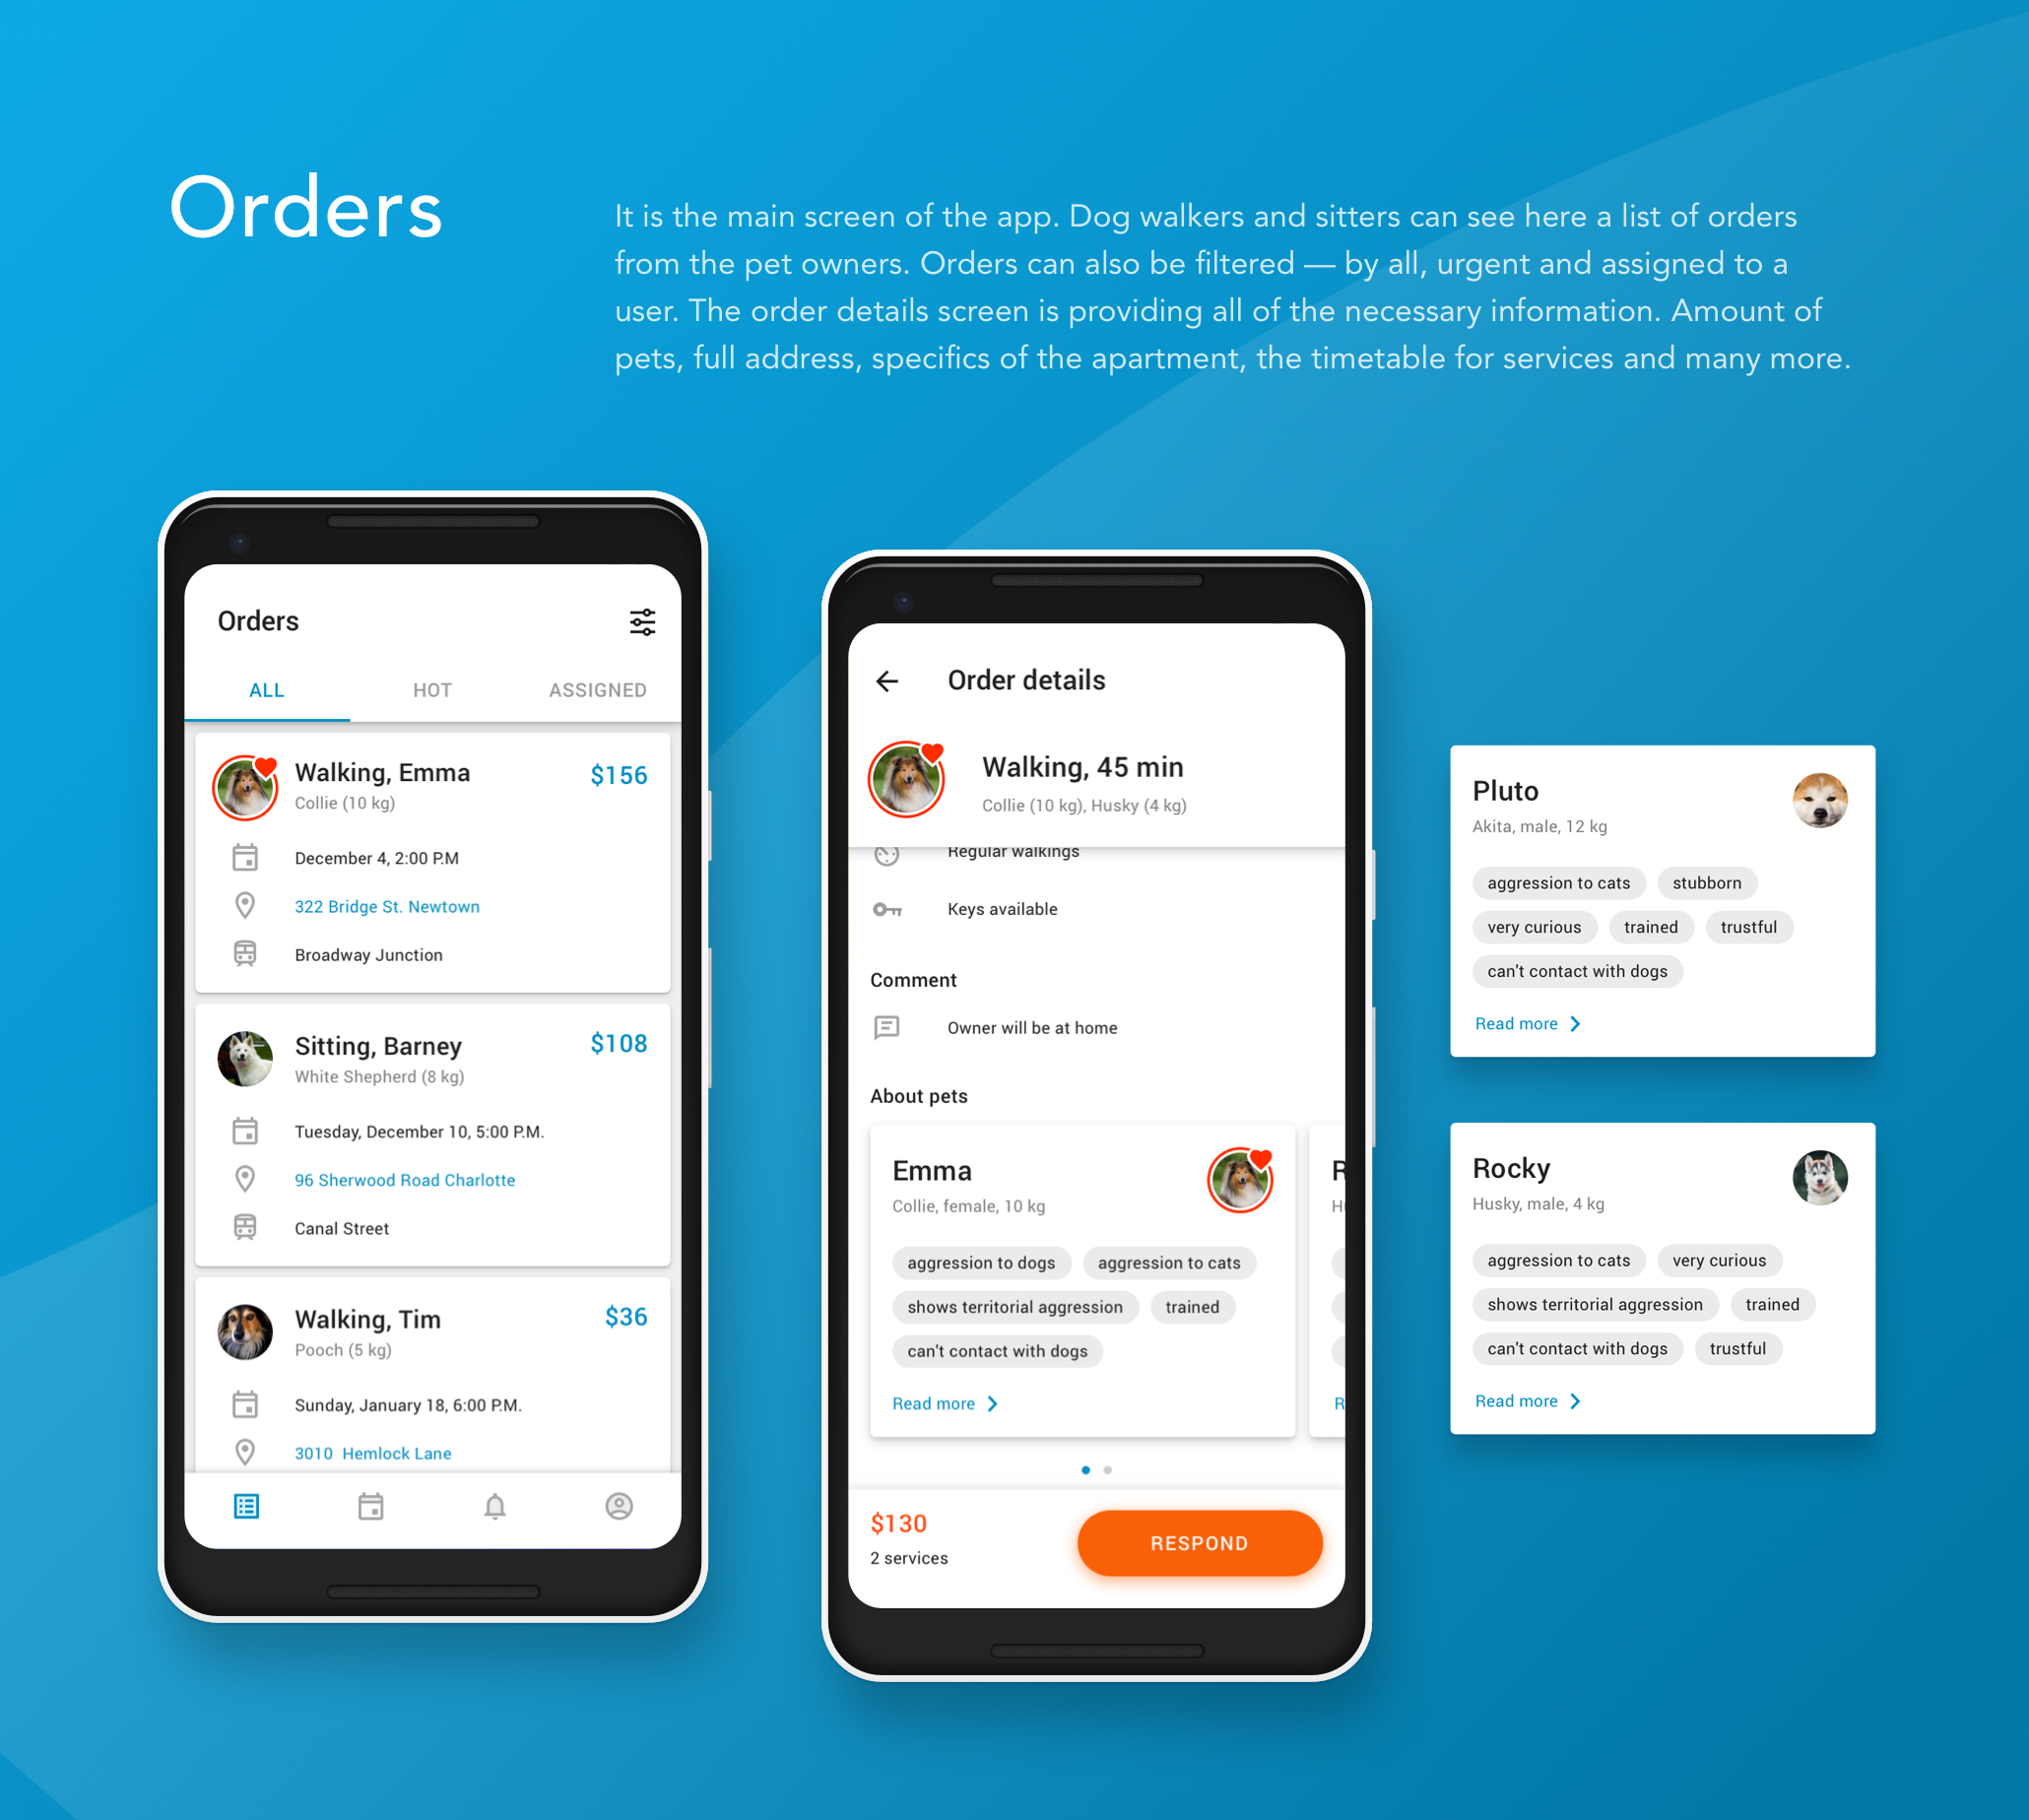 Orders
It is the main screen of the app. Dog walkers and sitters can see here a list of orders
from the pet owners. Orders can also be filtered — by all, urgent and assigned to a
user. The order details screen is providing all of the necessary information. Amount of
pets, full address, specifics of the apartment, the timetable for services and many more.
Orders
ALL HOT ASSIGNED
Walking, Emma $156
Collie (10 kg)
December 4, 2:00 P.M
322 Bridge St. Newtown
Broadway Junction
Sitting, Barney $108
White Shepherd (8 kg)
Tuesday, December 10, 5:00 P.M.
96 Sherwood Road Charlotte
Canal Street
Walking, Tim $36
Pooch (5 kg)
Sunday, January 18, 6:00 P.M.
3010 Hemlock Lane
Order details
Walking, 45 min
Collie (10 kg), Husky (4 kg)
Regular walkings
Keys available
Comment
Owner will be at home
About pets
Emma
Collie, female, 10 kg
aggression to dogs aggression to cats
shows territorial aggression trained
can't contact with dogs
Read more
R
H
R
$130
2 services
RESPOND
Pluto
Akita, male, 12 kg
aggression to cats stubborn
very curious trained trustful
can't contact with dogs
Read more
Rocky
Husky, male, 4 kg
aggression to cats very curious
shows territorial aggression trained
can't contact with dogs trustful
Read more